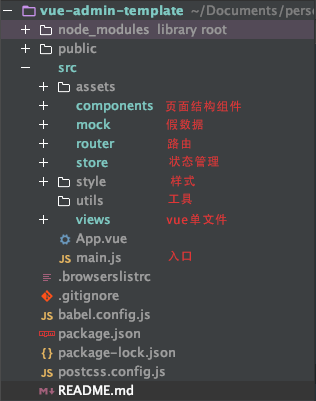 vue-admin-template ~/Documents/pers
node_modules library root
public
src
assets
components 页面结构组件
mock 假数据
router 路由
store 状态管理
style 样式
utils 工具
views vue单文件
App.vue
JS main.js 入口
.browserslistrc
.gitignore
JS babel.config.js
package.json
{} package-lock.json
JS postcss.config.js
M↓ README.md